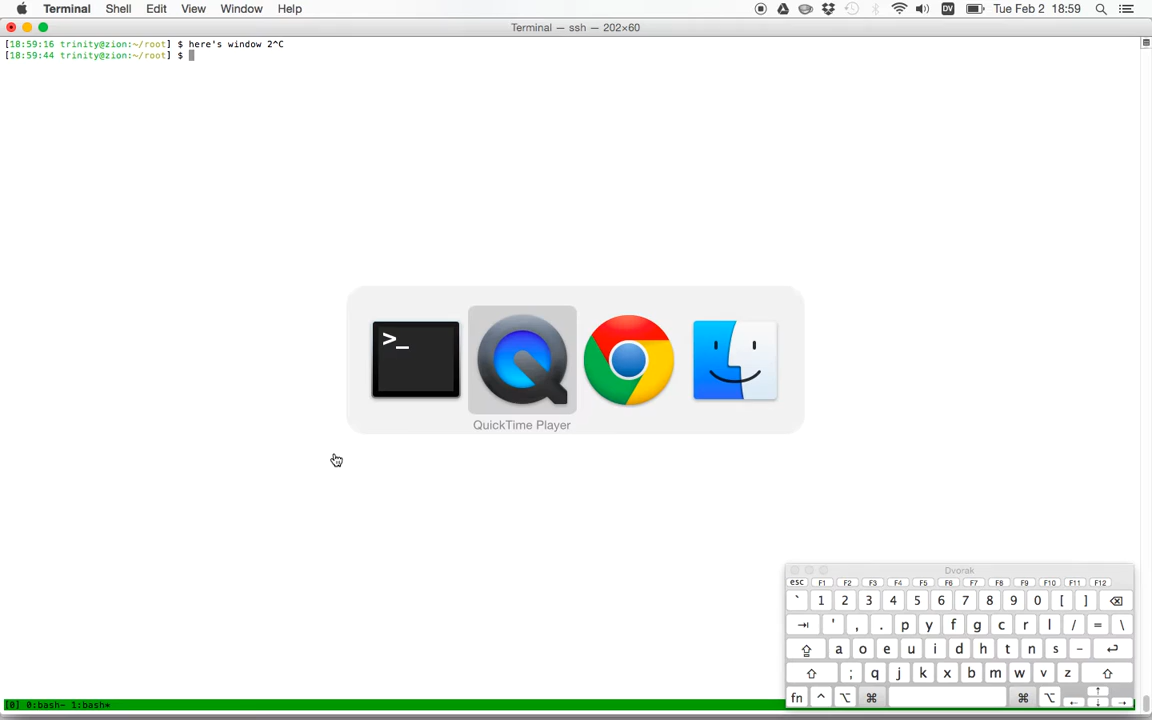 Terminal Shell Edit View Window Help DV Tue Feb 2 18:59
Terminal — ssh — 202×60
[18:59:16 trinity@zion:~/root] $ here's window 2^C
[18:59:44 trinity@zion:~/root] $
>_
QuickTime Player
Dvorak
esc F1 F2 F3 F4 F5 F6 F7 F8 F9 F10 F11 F12
` 1 2 3 4 5 6 7 8 9 0 [ ] ⌫
⇥ ' , . p y f g c r l / = \
⇪ a o e u i d h t n s - ↩
⇧ ; q j k x b m w v z ⇧
fn ^ ⌥ ⌘ ⌘ ⌥ ← ↑ ↓ →
[0] 0:bash- 1:bash*